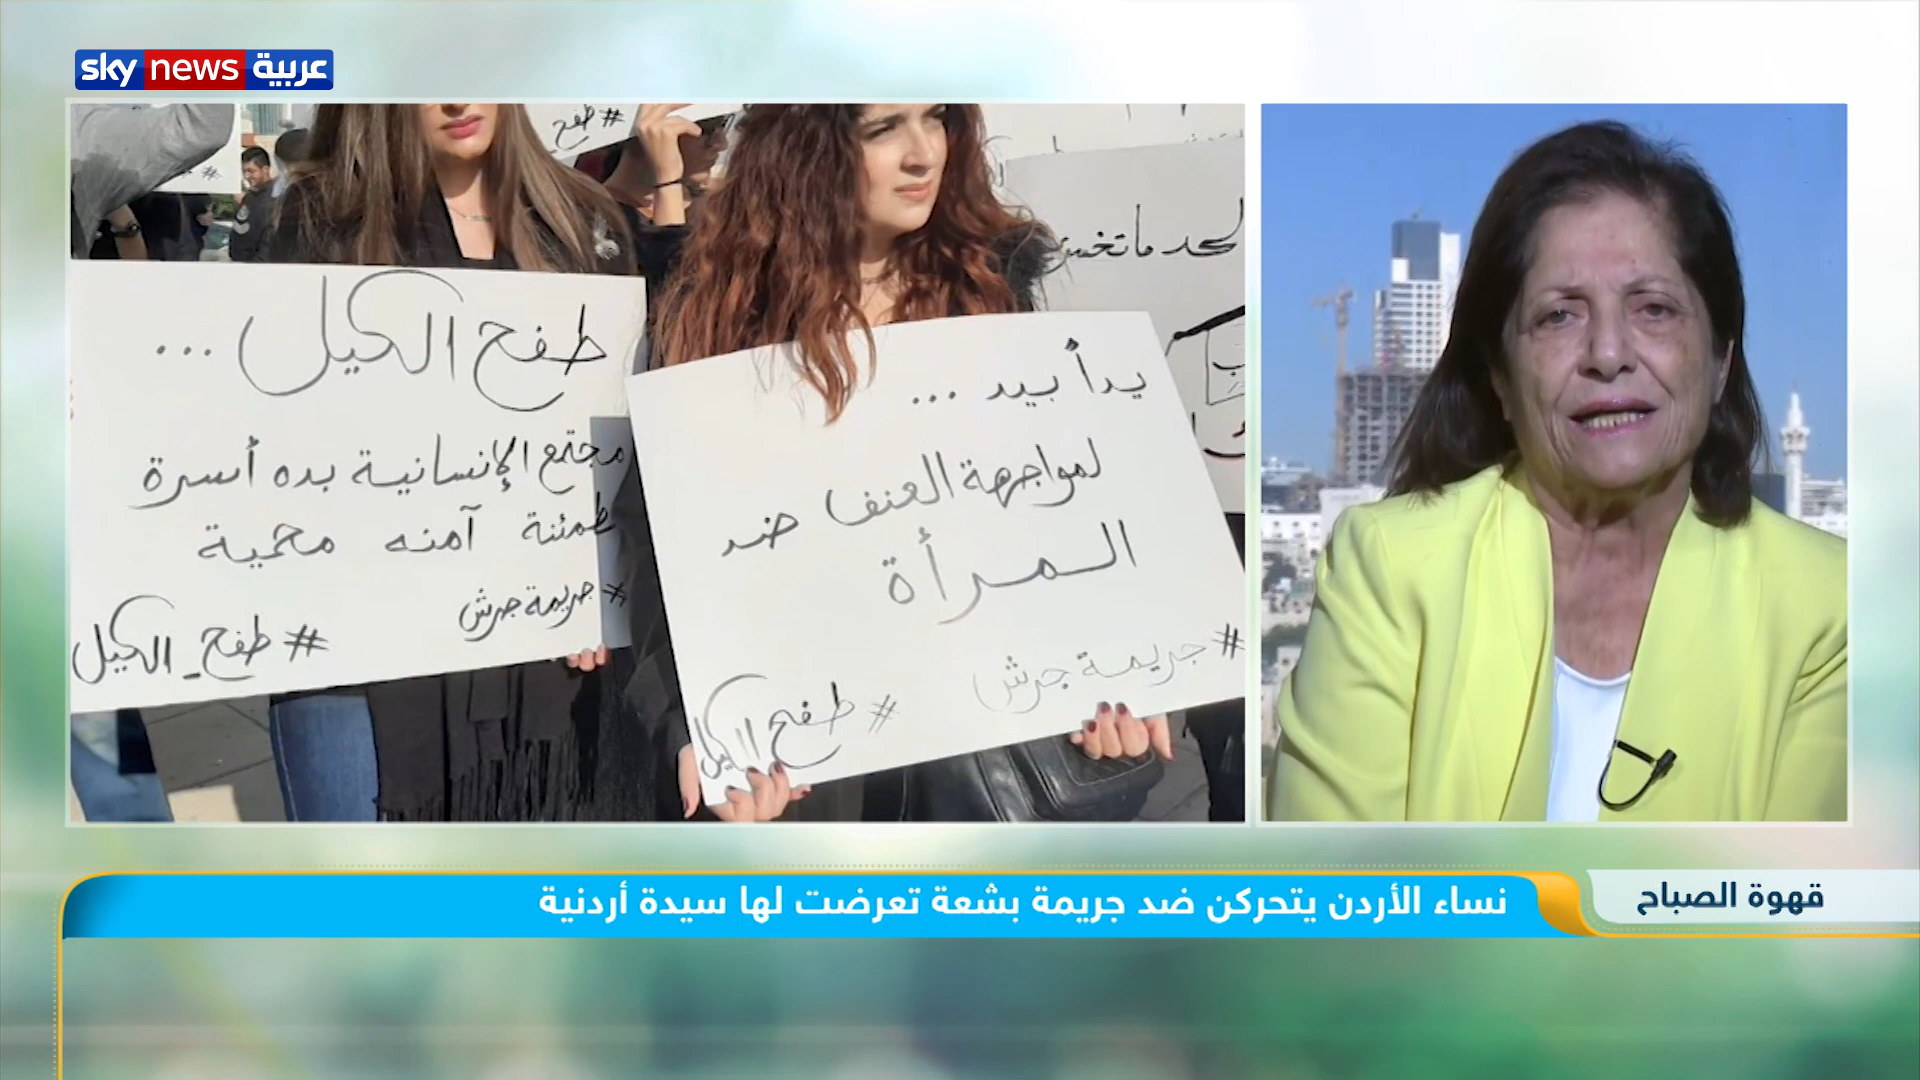 sky news عربية
#طفح
طفح الكيل ...
مجتمع الإنسانية بده أسرة
مطمئنة آمنه محمية
#جريمة جرش
#طفح_الكيل
يداً بيد ...
لمواجهة العنف ضد
المرأة
#جريمة جرش
#طفح الكيل
قهوة الصباح
نساء الأردن يتحركن ضد جريمة بشعة تعرضت لها سيدة أردنية